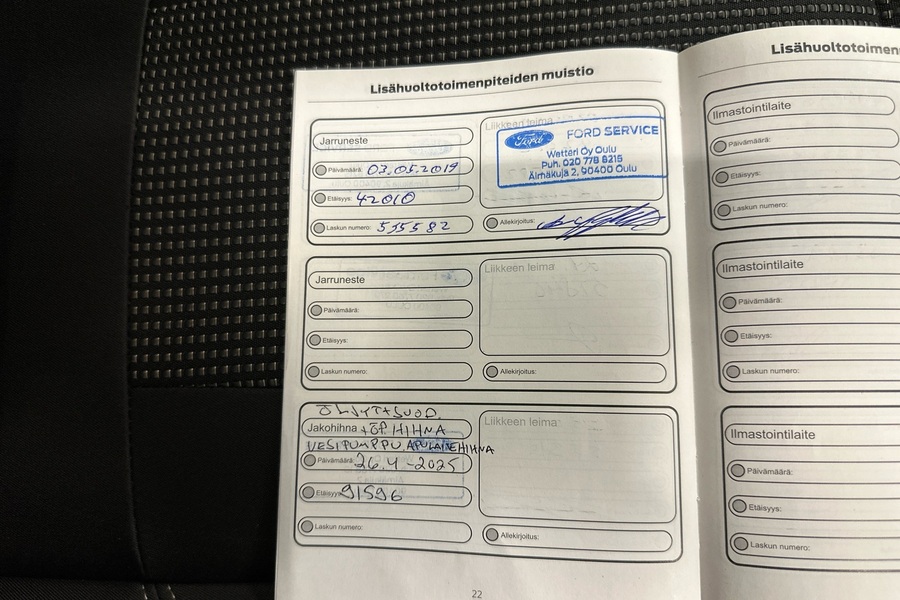 Lisähuoltotoimenpiteiden muistio
Jarruneste
Päivämäärä: 03.05.2019
Etäisyys: 42010
Laskun numero: 555582
Liikkeen leima
Ford FORD SERVICE
Wetteri Oy Oulu
Puh. 020 778 8215
Älmäkuja 2, 90400 Oulu
Allekirjoitus:
Jarruneste
Päivämäärä:
Etäisyys:
Laskun numero:
Liikkeen leima
Allekirjoitus:
ÖLJYT+SUOD.
Jakohihna +ÖP.HIHNA
VESIPUMPPU APULAITEHIHNA
Päivämäärä: 26.4-2025
Etäisyys: 91596
Laskun numero:
Liikkeen leima
Allekirjoitus:
22
Lisähuoltotoimen
Ilmastointilaite
Päivämäärä:
Etäisyys:
Laskun numero:
Ilmastointilaite
Päivämäärä:
Etäisyys:
Laskun numero:
Ilmastointilaite
Päivämäärä:
Etäisyys:
Laskun numero: